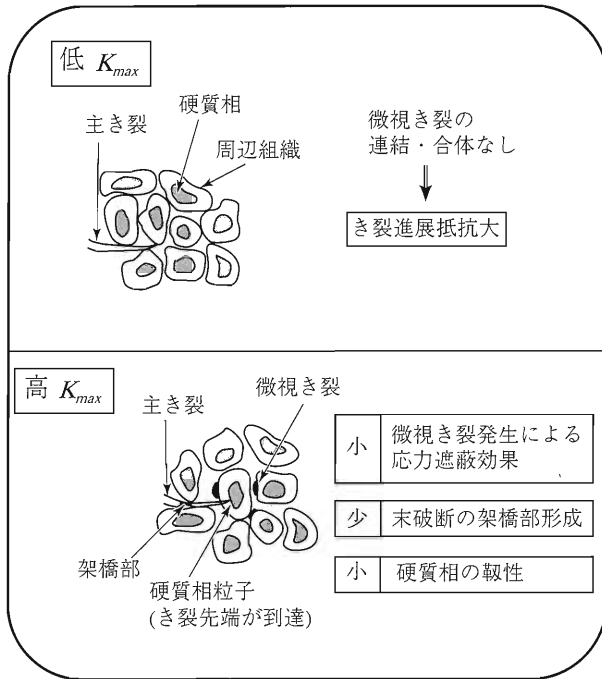 低 Kmax
硬質相
主き裂
周辺組織
微視き裂の
連結・合体なし
き裂進展抵抗大
高 Kmax
主き裂
微視き裂
架橋部
硬質相粒子
(き裂先端が到達)
小 微視き裂発生による
応力遮蔽効果
少 末破断の架橋部形成
小 硬質相の靱性